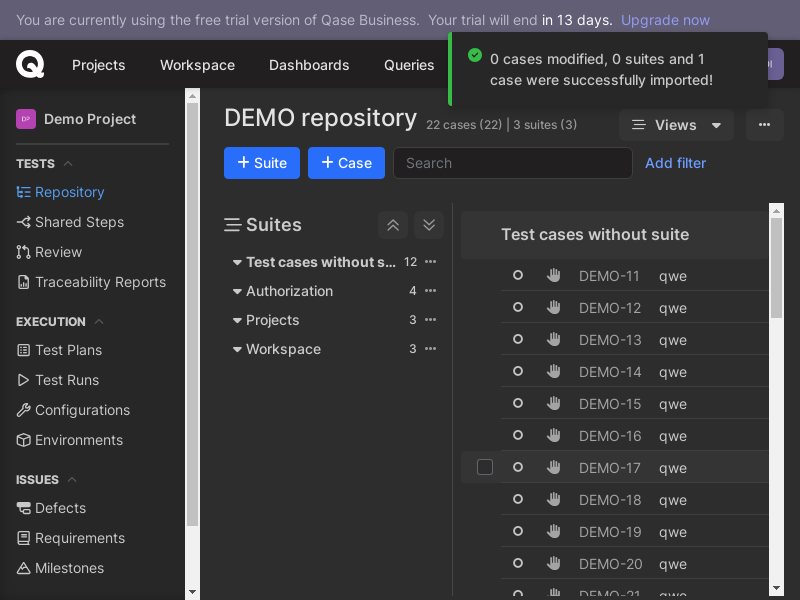 You are currently using the free trial version of Qase Business. Your trial will end in 13 days. Upgrade now
Projects
Workspace
Dashboards
Queries
0 cases modified, 0 suites and 1
case were successfully imported!
DP
Demo Project
TESTS
Repository
Shared Steps
Review
Traceability Reports
EXECUTION
Test Plans
Test Runs
Configurations
Environments
ISSUES
Defects
Requirements
Milestones
DEMO repository
22 cases (22) | 3 suites (3)
Views
Suite
Case
Search
Add filter
Suites
Test cases without s... 12
Authorization 4
Projects 3
Workspace 3
Test cases without suite
DEMO-11 qwe
DEMO-12 qwe
DEMO-13 qwe
DEMO-14 qwe
DEMO-15 qwe
DEMO-16 qwe
DEMO-17 qwe
DEMO-18 qwe
DEMO-19 qwe
DEMO-20 qwe
DEMO-21 qwe